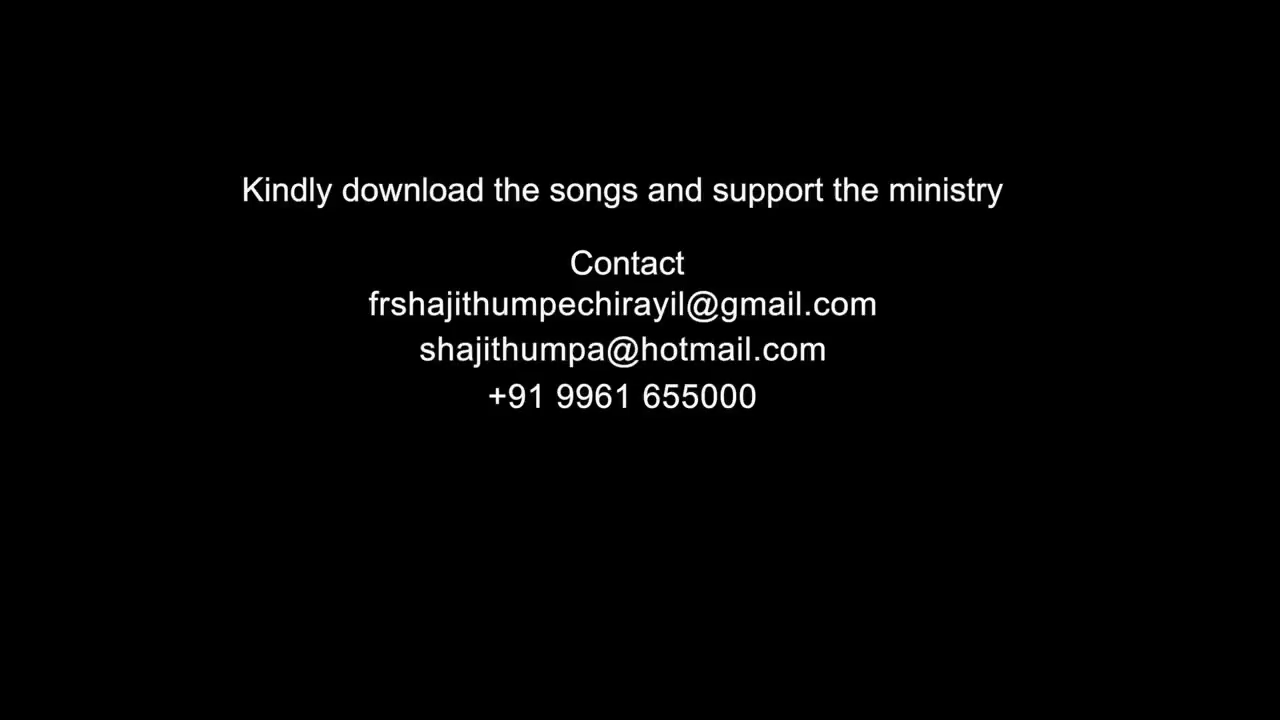 Kindly download the songs and support the ministry
Contact
frshajithumpechirayil@gmail.com
shajithumpa@hotmail.com
+91 9961 655000